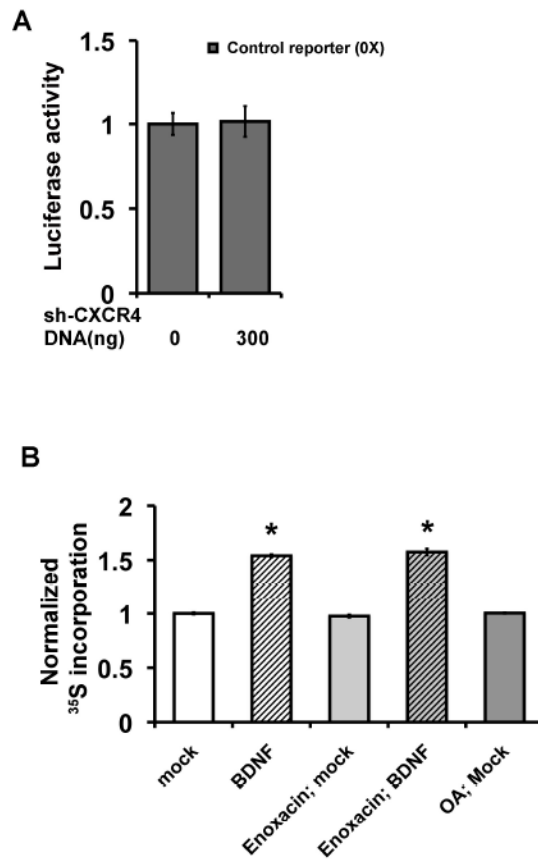 A
1.5
Control reporter (0X)
1
0.5
0
Luciferase activity
sh-CXCR4
DNA(ng) 0 300
B
2
* *
1.5
1
0.5
0
Normalized
³⁵S incorporation
mock
BDNF
Enoxacin; mock
Enoxacin; BDNF
OA; Mock